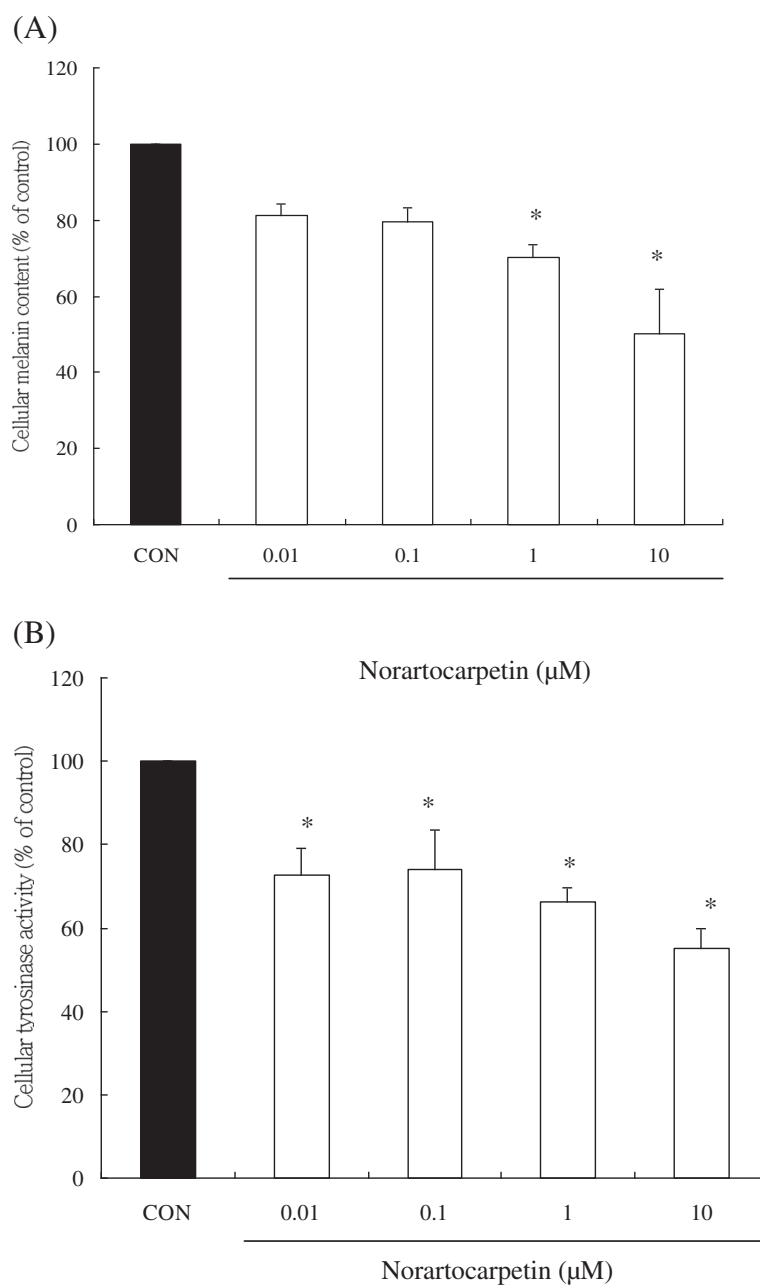 (A)
120
100
80
60
40
20
0
Cellular melanin content (% of control)
* *
CON 0.01 0.1 1 10
Norartocarpetin (µM)
(B)
120
100
80
60
40
20
0
Cellular tyrosinase activity (% of control)
* * * *
CON 0.01 0.1 1 10
Norartocarpetin (µM)